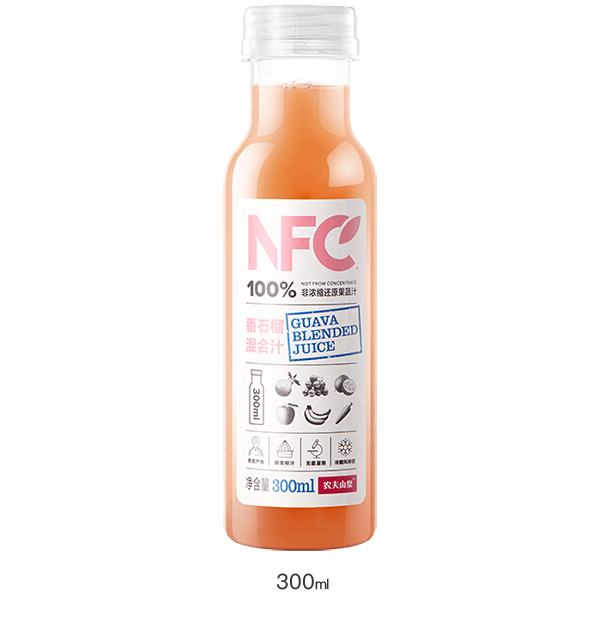 NFC
NOT FROM CONCENTRATE
100% 非浓缩还原果蔬汁
番石榴
混合汁
GUAVA
BLENDED
JUICE
300ml
净含量 300ml 农夫山泉
300ml